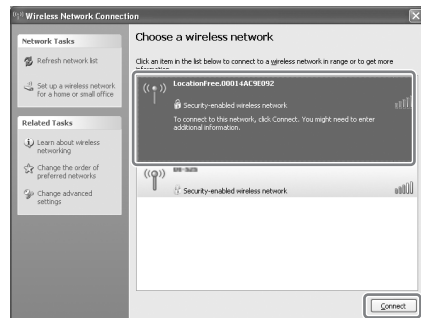 Wireless Network Connection
Network Tasks
Refresh network list
Set up a wireless network
for a home or small office
Related Tasks
Learn about wireless
networking
Change the order of
preferred networks
Change advanced
settings
Choose a wireless network
Click an item in the list below to connect to a wireless network in range or to get more
information.
LocationFree.00014AC9E092
Security-enabled wireless network
To connect to this network, click Connect. You might need to enter
additional information.
Security-enabled wireless network
Connect